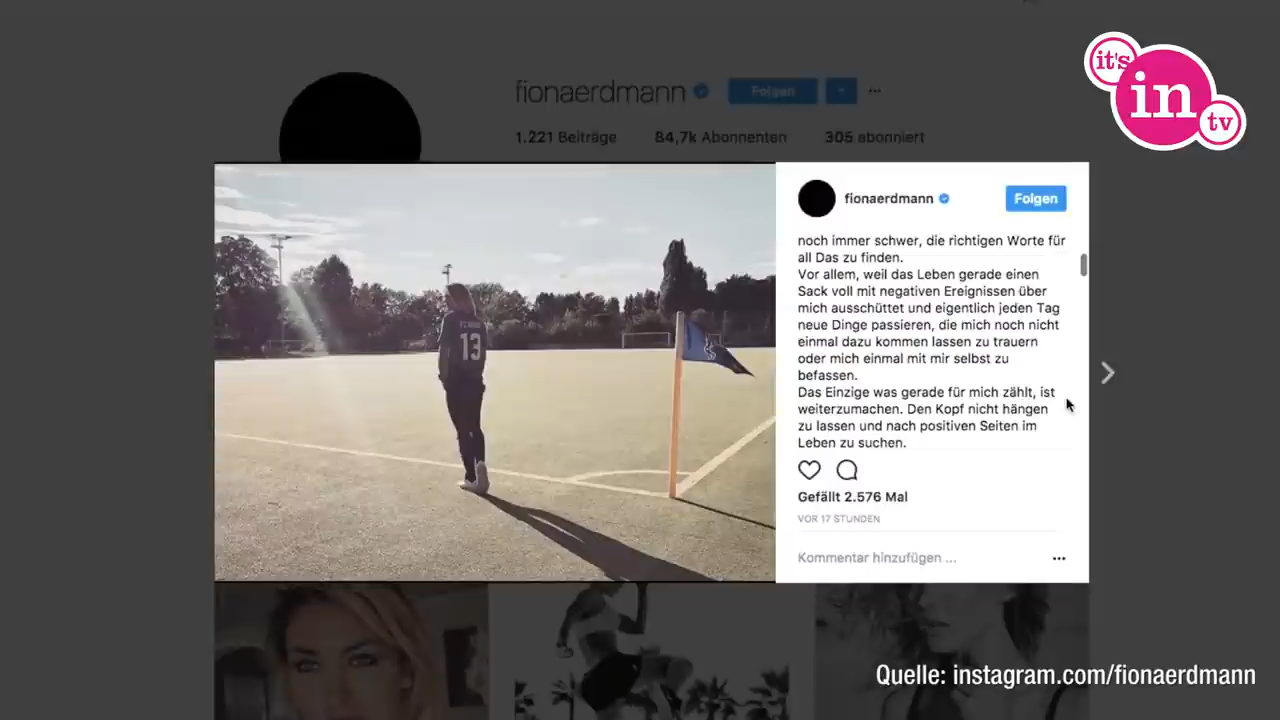 it's
in
tv
fionaerdmann
Folgen
1.221 Beiträge
84,7k Abonnenten
305 abonniert
13
fionaerdmann
Folgen
noch immer schwer, die richtigen Worte für
all Das zu finden.
Vor allem, weil das Leben gerade einen
Sack voll mit negativen Ereignissen über
mich ausschüttet und eigentlich jeden Tag
neue Dinge passieren, die mich noch nicht
einmal dazu kommen lassen zu trauern
oder mich einmal mit mir selbst zu
befassen.
Das Einzige was gerade für mich zählt, ist
weiterzumachen. Den Kopf nicht hängen
zu lassen und nach positiven Seiten im
Leben zu suchen.
Gefällt 2.576 Mal
VOR 17 STUNDEN
Kommentar hinzufügen ...
Quelle: instagram.com/fionaerdmann